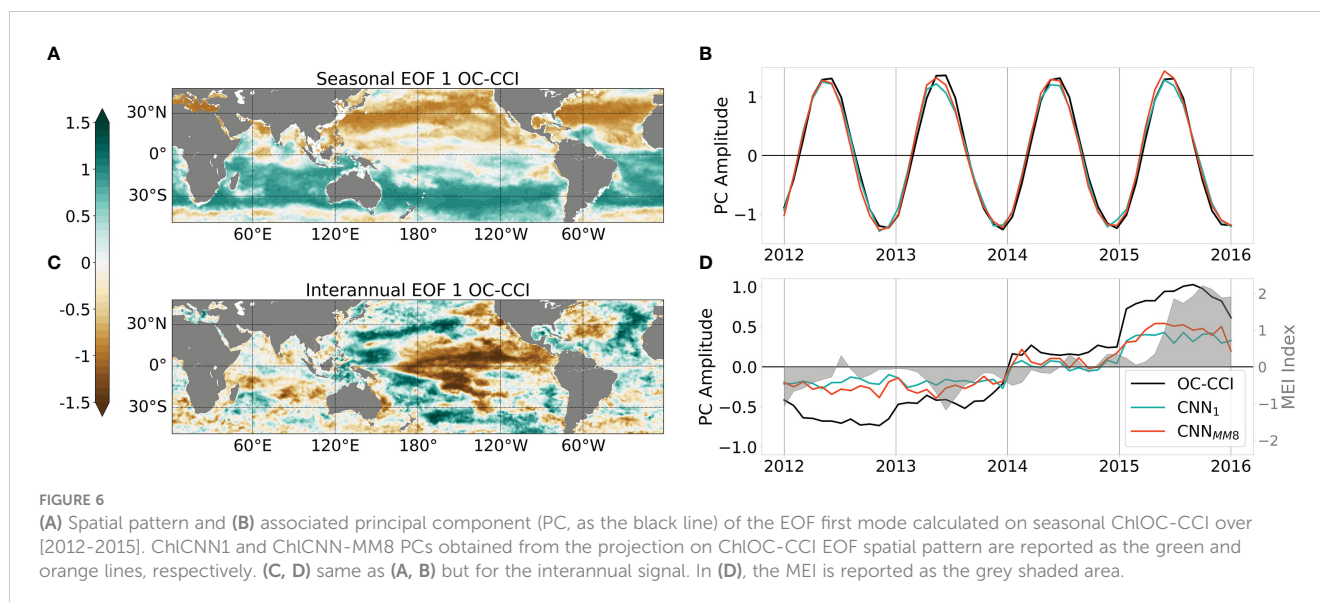 A
Seasonal EOF 1 OC-CCI
1.5
1
0.5
0
-0.5
-1
-1.5
30°N
0°
30°S
60°E 120°E 180° 120°W 60°W
B
PC Amplitude
1
0
−1
2012 2013 2014 2015 2016
C
Interannual EOF 1 OC-CCI
30°N
0°
30°S
60°E 120°E 180° 120°W 60°W
D
PC Amplitude
1.0
0.5
0.0
−0.5
−1.0
2012 2013 2014 2015 2016
2
1
0
−1
−2
MEI Index
OC-CCI
CNN1
CNNMM8
FIGURE 6
(A) Spatial pattern and (B) associated principal component (PC, as the black line) of the EOF first mode calculated on seasonal ChlOC-CCI over
[2012-2015]. ChlCNN1 and ChlCNN-MM8 PCs obtained from the projection on ChlOC-CCI EOF spatial pattern are reported as the green and
orange lines, respectively. (C, D) same as (A, B) but for the interannual signal. In (D), the MEI is reported as the grey shaded area.